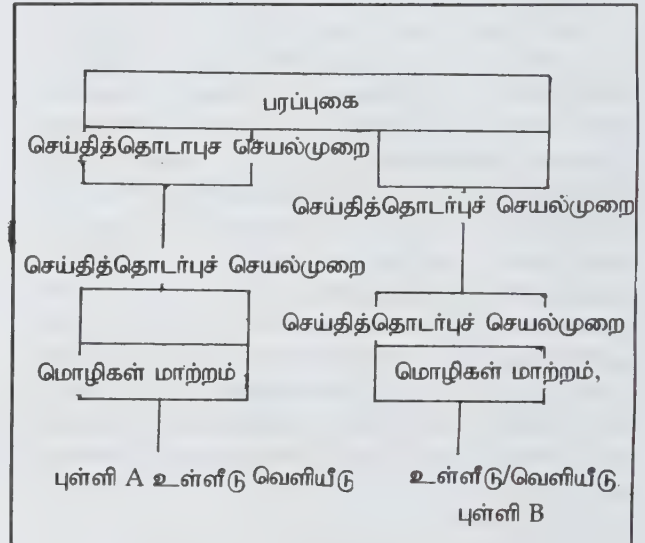 பரப்புகை
செய்தித்தொடாபுச செயல்முறை
செய்தித்தொடர்புச் செயல்முறை
செய்தித்தொடர்புச் செயல்முறை
செய்தித்தொடர்புச் செயல்முறை
மொழிகள் மாற்றம்
மொழிகள் மாற்றம்,
புள்ளி A உள்ளீடு வெளியீடு
உள்ளீடு/வெளியீடு
புள்ளி B